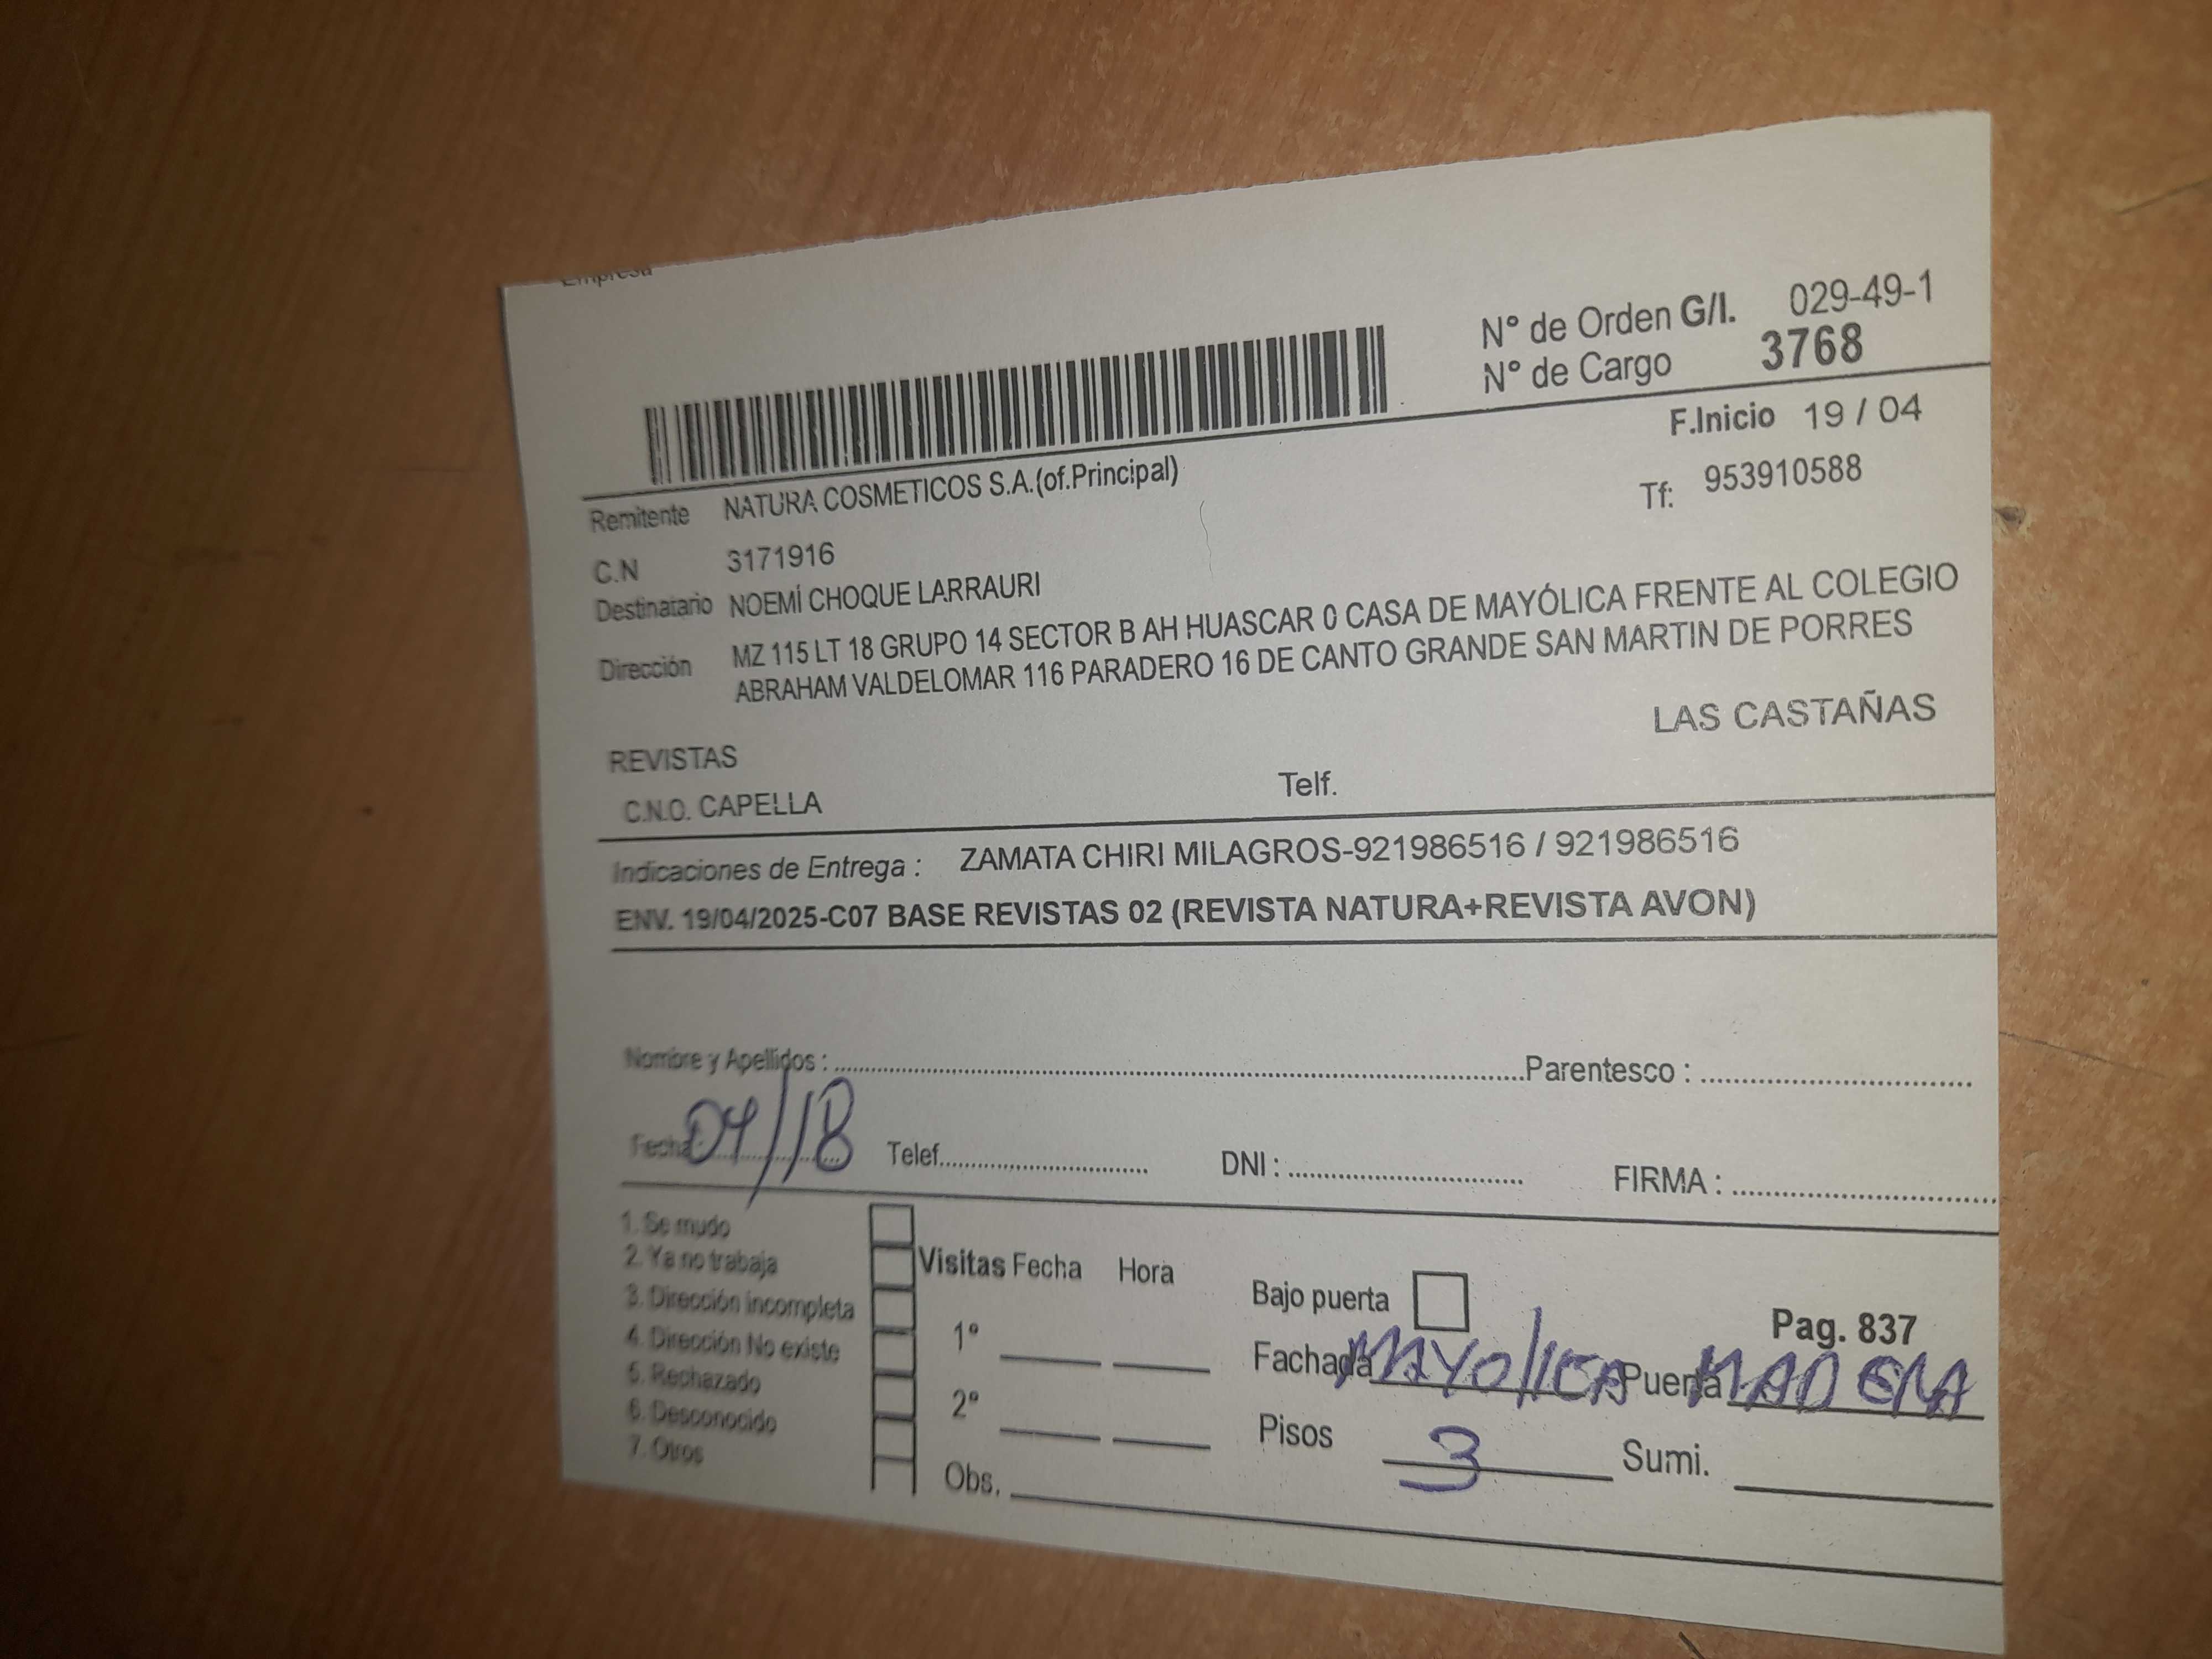 Empresa
N° de Orden G/I. 029-49-1
N° de Cargo 3768
F.Inicio 19 / 04
Remitente NATURA COSMETICOS S.A.(of.Principal)
Tf: 953910588
C.N 3171916
Destinatario NOEMÍ CHOQUE LARRAURI
Dirección MZ 115 LT 18 GRUPO 14 SECTOR B AH HUASCAR 0 CASA DE MAYÓLICA FRENTE AL COLEGIO
ABRAHAM VALDELOMAR 116 PARADERO 16 DE CANTO GRANDE SAN MARTIN DE PORRES
LAS CASTAÑAS
REVISTAS
C.N.O. CAPELLA Telf.
Indicaciones de Entrega : ZAMATA CHIRI MILAGROS-921986516 / 921986516
ENV. 19/04/2025-C07 BASE REVISTAS 02 (REVISTA NATURA+REVISTA AVON)
Nombre y Apellidos : Parentesco :
Fecha 04/18 Telef. DNI : FIRMA :
1. Se mudo
2. Ya no trabaja
3. Dirección incompleta
4. Dirección No existe
5. Rechazado
6. Desconocido
7. Otros
Visitas Fecha Hora
1°
2°
Obs.
Bajo puerta
Pag. 837
Fachada MAYOlICA Puerta MADERA
Pisos 3 Sumi.